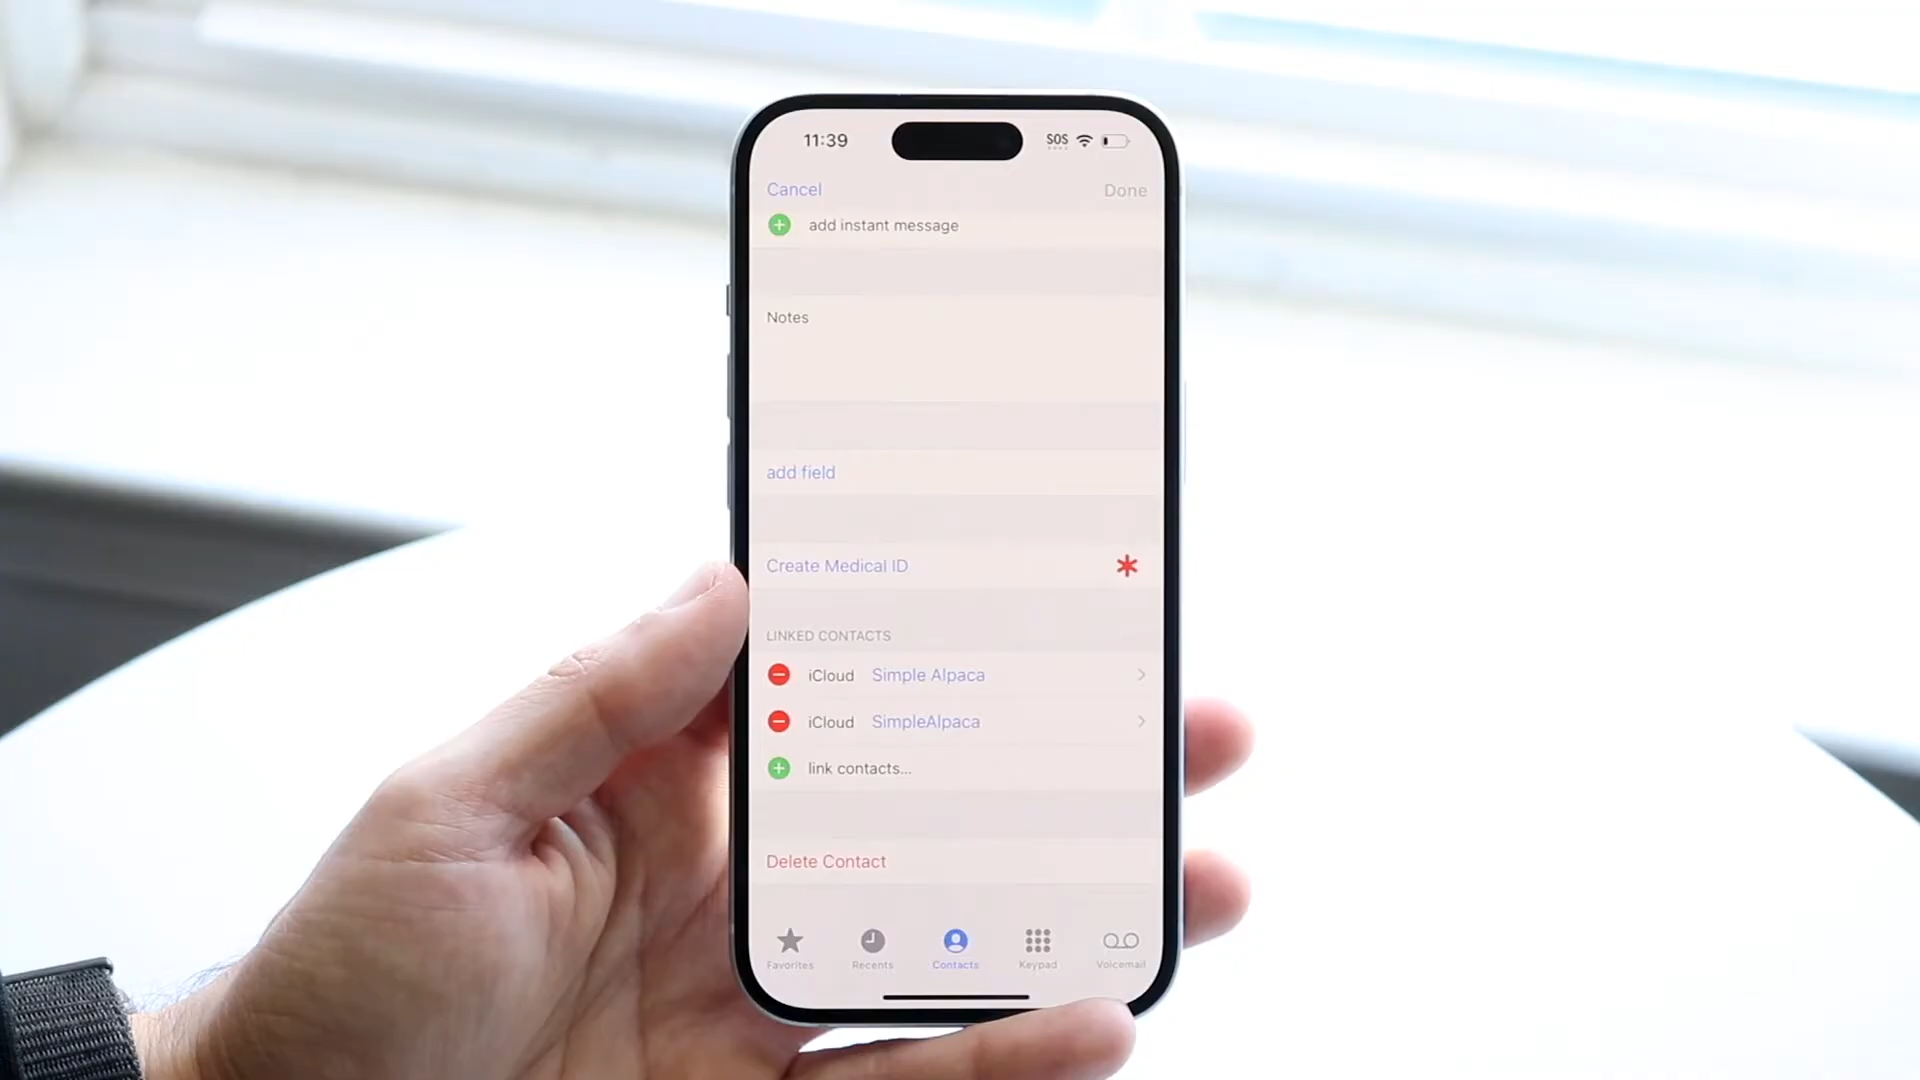 11:39 SOS
Cancel Done
add instant message
Notes
add field
Create Medical ID
LINKED CONTACTS
iCloud Simple Alpaca
iCloud SimpleAlpaca
link contacts...
Delete Contact
Favorites Recents Contacts Keypad Voicemail